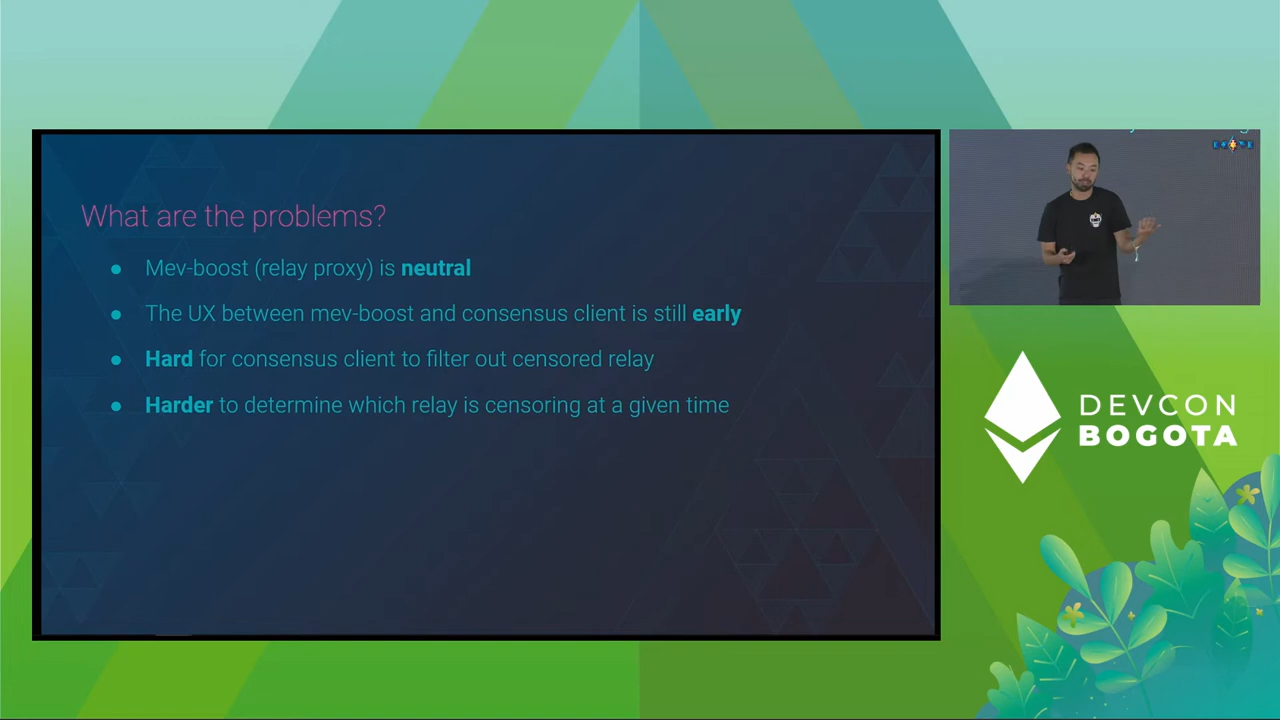 What are the problems?
● Mev-boost (relay proxy) is neutral
● The UX between mev-boost and consensus client is still early
● Hard for consensus client to filter out censored relay
● Harder to determine which relay is censoring at a given time
DEVCON
BOGOTA